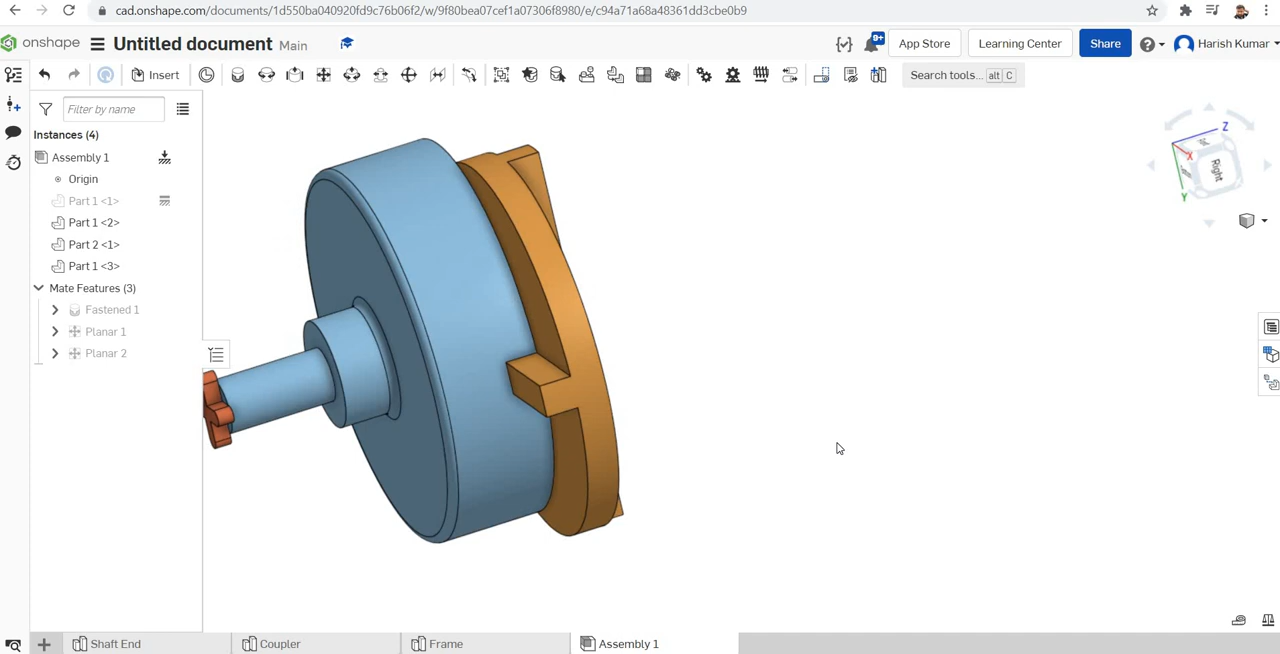 cad.onshape.com/documents/1d550ba040920fd9c76b06f2/w/9f80bea07cef1a07306f8980/e/c94a71a68a48361dd3cbe0b9
onshape Untitled document Main 9+ App Store Learning Center Share Harish Kumar
Insert Search tools... alt C
Filter by name
Instances (4)
Assembly 1
Origin
Part 1 <1>
Part 1 <2>
Part 2 <1>
Part 1 <3>
Mate Features (3)
Fastened 1
Planar 1
Planar 2
Z
X
Right
Y
Shaft End Coupler Frame Assembly 1